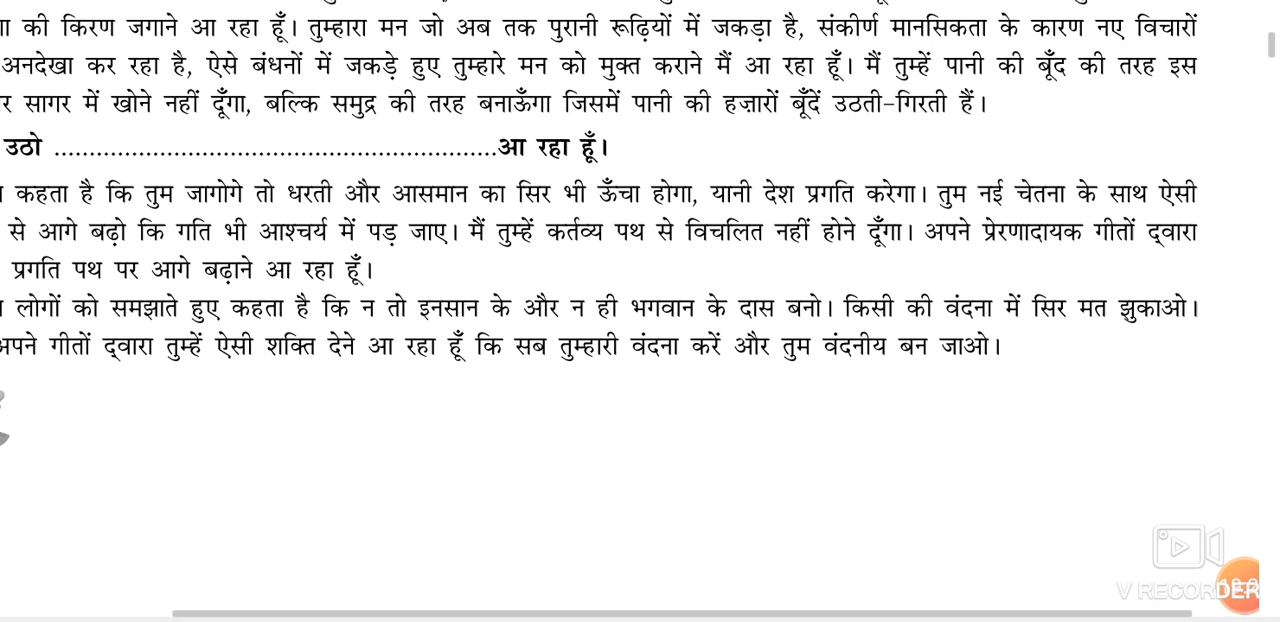 की किरण जगाने आ रहा हूँ। तुम्हारा मन जो अब तक पुरानी रूढ़ियों में जकड़ा है, संकीर्ण मानसिकता के कारण नए विचारों
अनदेखा कर रहा है, ऐसे बंधनों में जकड़े हुए तुम्हारे मन को मुक्त कराने मैं आ रहा हूँ। मैं तुम्हें पानी की बूँद की तरह इस
सागर में खोने नहीं दूँगा, बल्कि समुद्र की तरह बनाऊँगा जिसमें पानी की हज़ारों बूँदें उठती-गिरती हैं।
उठो ...............................................................आ रहा हूँ।
कहता है कि तुम जागोगे तो धरती और आसमान का सिर भी ऊँचा होगा, यानी देश प्रगति करेगा। तुम नई चेतना के साथ ऐसी
से आगे बढ़ो कि गति भी आश्चर्य में पड़ जाए। मैं तुम्हें कर्तव्य पथ से विचलित नहीं होने दूँगा। अपने प्रेरणादायक गीतों द्वारा
प्रगति पथ पर आगे बढ़ाने आ रहा हूँ।
लोगों को समझाते हुए कहता है कि न तो इनसान के और न ही भगवान के दास बनो। किसी की वंदना में सिर मत झुकाओ।
अपने गीतों द्वारा तुम्हें ऐसी शक्ति देने आ रहा हूँ कि सब तुम्हारी वंदना करें और तुम वंदनीय बन जाओ।
V RECORDER